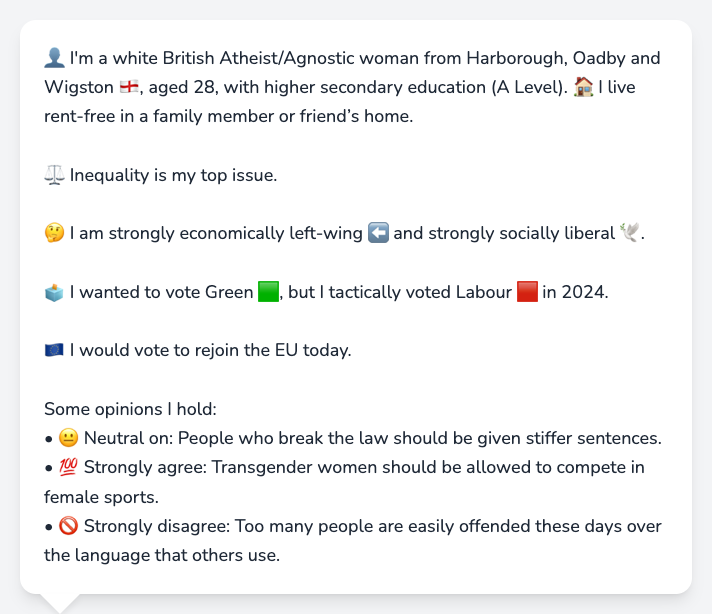 👤 I'm a white British Atheist/Agnostic woman from Harborough, Oadby and
Wigston 🏴󠁧󠁢󠁥󠁮󠁧󠁿, aged 28, with higher secondary education (A Level). 🏠 I live
rent-free in a family member or friend’s home.
⚖️ Inequality is my top issue.
🤔 I am strongly economically left-wing ⬅️ and strongly socially liberal 🕊️.
🗳️ I wanted to vote Green 🟩, but I tactically voted Labour 🟥 in 2024.
🇪🇺 I would vote to rejoin the EU today.
Some opinions I hold:
• 😐 Neutral on: People who break the law should be given stiffer sentences.
• 💯 Strongly agree: Transgender women should be allowed to compete in
female sports.
• 🚫 Strongly disagree: Too many people are easily offended these days over
the language that others use.